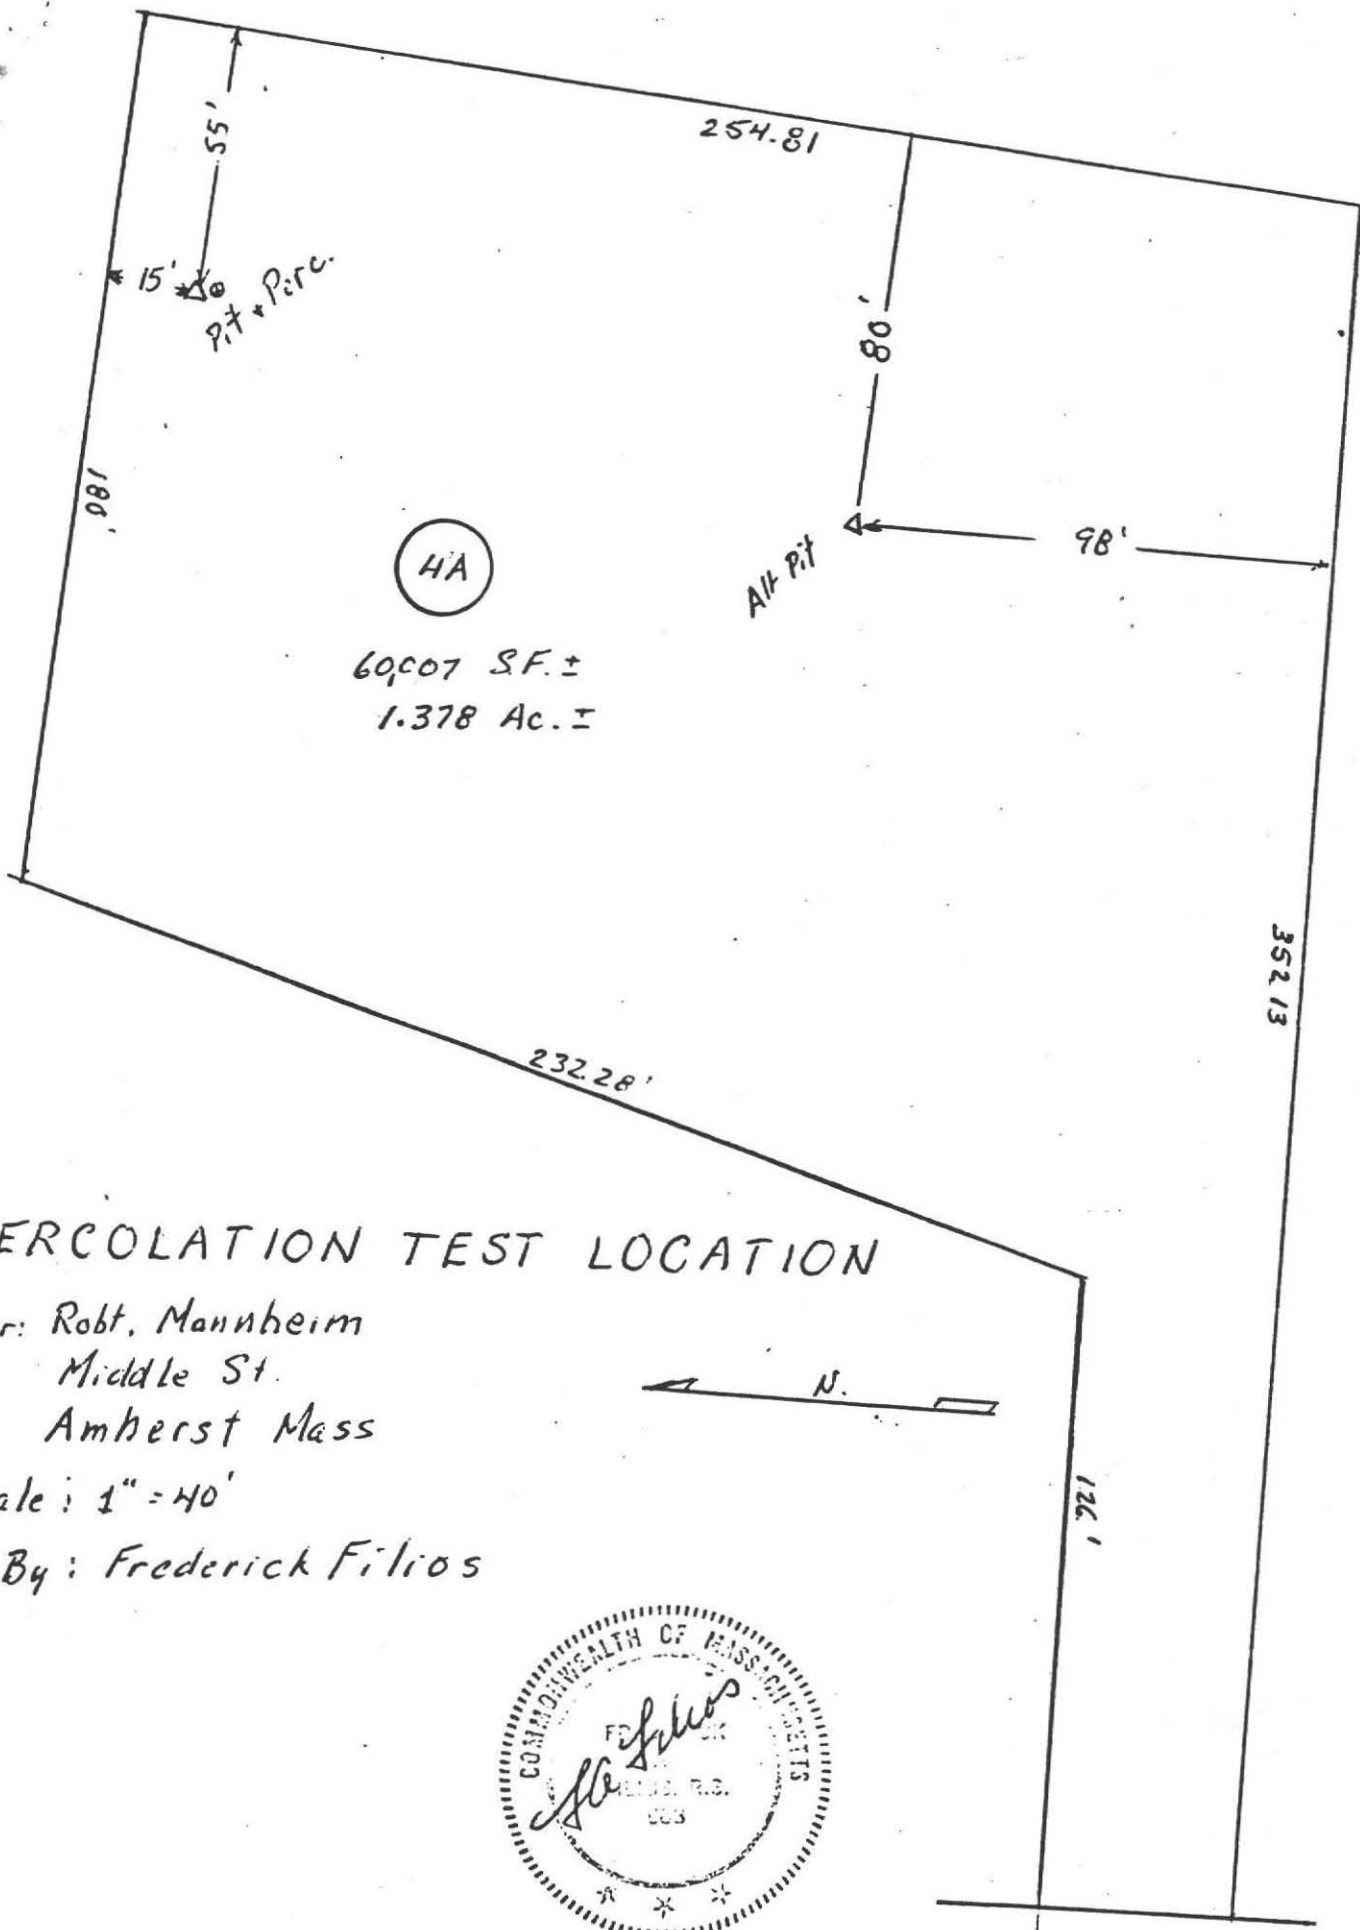 254.81
55'
15'
Pit + Perc.
80'
180'
98'
Alt Pit
4A
60,007 S.F. ±
1.378 Ac. ±
352.13
232.28'
ERCOLATION TEST LOCATION
r: Robt. Mannheim
Middle St.
Amherst Mass
N.
ale : 1" = 40'
126'
By : Frederick Filios
COMMONWEALTH OF MASSACHUSETTS
R.S.